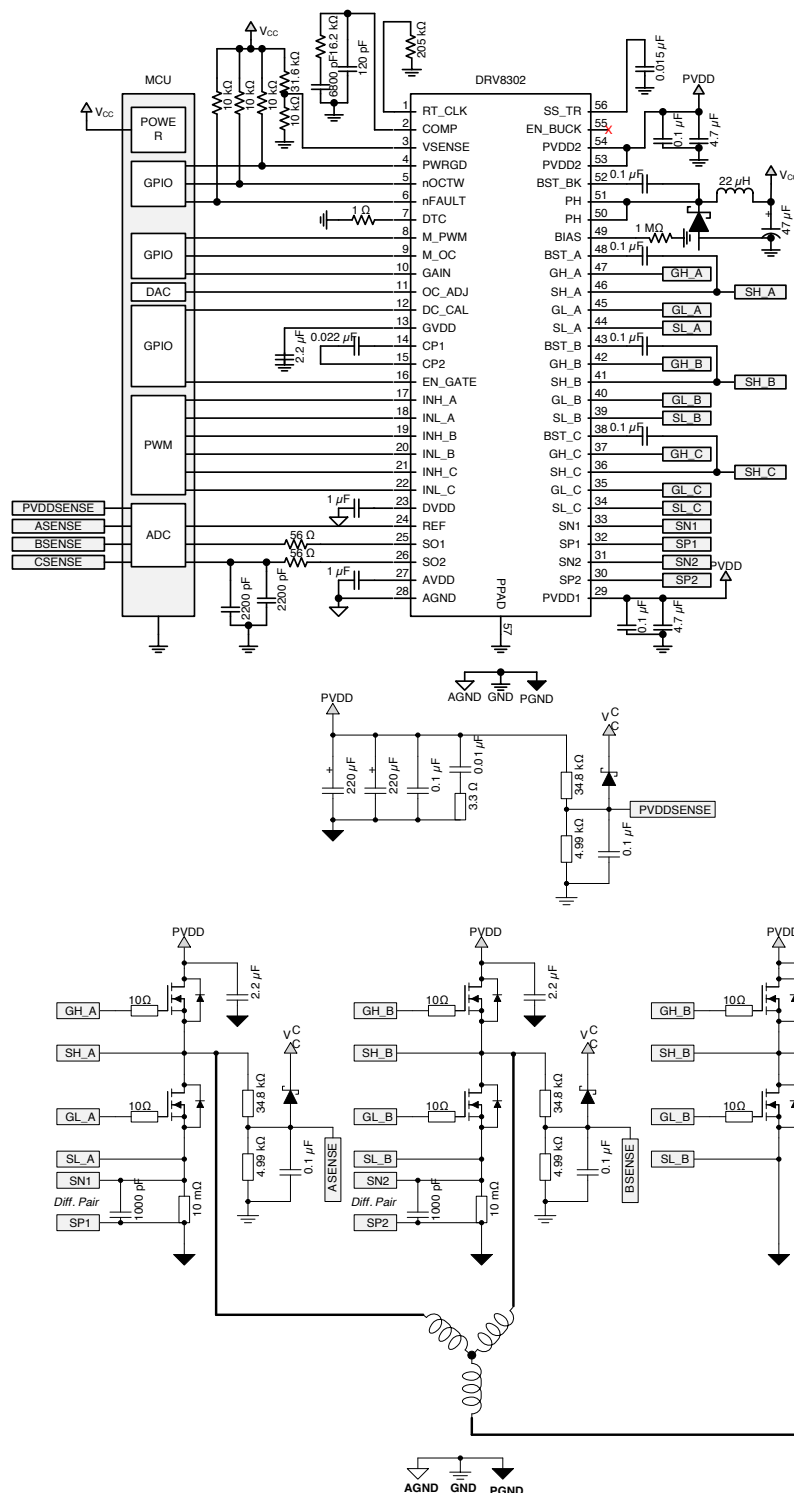 VCC
31.6 kΩ
10 kΩ
10 kΩ
10 kΩ
10 kΩ
16.2 kΩ
6800 pF
120 pF
205 kΩ
0.015 µF
MCU
DRV8302
PVDD
VCC
POWE
R
1 RT_CLK SS_TR 56
2 COMP EN_BUCK 55
3 VSENSE PVDD2 54
0.1 µF
4.7 µF
4 PWRGD PVDD2 53
GPIO
5 nOCTW BST_BK 52 0.1 µF
22 µH
VC
6 nFAULT PH 51
1 Ω
7 DTC PH 50
+
47 µF
8 M_PWM BIAS 49 1 MΩ
GPIO
9 M_OC BST_A 48 0.1 µF
10 GAIN GH_A 47 GH_A
DAC
11 OC_ADJ SH_A 46 SH_A
12 DC_CAL GL_A 45 GL_A
13 GVDD SL_A 44 SL_A
2.2 µF
0.022 µF
14 CP1 BST_B 43 0.1 µF
GPIO
15 CP2 GH_B 42 GH_B
16 EN_GATE SH_B 41 SH_B
17 INH_A GL_B 40 GL_B
18 INL_A SL_B 39 SL_B
PWM
19 INH_B BST_C 38 0.1 µF
20 INL_B GH_C 37 GH_C
21 INH_C SH_C 36 SH_C
22 INL_C GL_C 35 GL_C
PVDDSENSE
1 µF
23 DVDD SL_C 34 SL_C
ASENSE
ADC
24 REF SN1 33 SN1
BSENSE
56 Ω
25 SO1 SP1 32 SP1
CSENSE
56 Ω
26 SO2 SN2 31 SN2
1 µF
27 AVDD SP2 30 SP2
PVDD
28 AGND PVDD1 29
2200 pF
2200 pF
PPAD
57
0.1 µF
4.7 µF
AGND GND PGND
PVDD
VCC
+
220 µF
+
220 µF
0.1 µF
0.01 µF
3.3 Ω
34.8 kΩ
PVDDSENSE
4.99 kΩ
0.1 µF
PVDD
2.2 µF
GH_A
10Ω
SH_A
VCC
34.8 kΩ
GL_A
10Ω
4.99 kΩ
0.1 µF
ASENSE
SL_A
SN1
Diff. Pair
1000 pF
10 mΩ
SP1
PVDD
2.2 µF
GH_B
10Ω
SH_B
VCC
34.8 kΩ
GL_B
10Ω
4.99 kΩ
0.1 µF
BSENSE
SL_B
SN2
Diff. Pair
1000 pF
10 mΩ
SP2
PVDD
GH_B
10Ω
SH_B
GL_B
10Ω
SL_B
AGND GND PGND